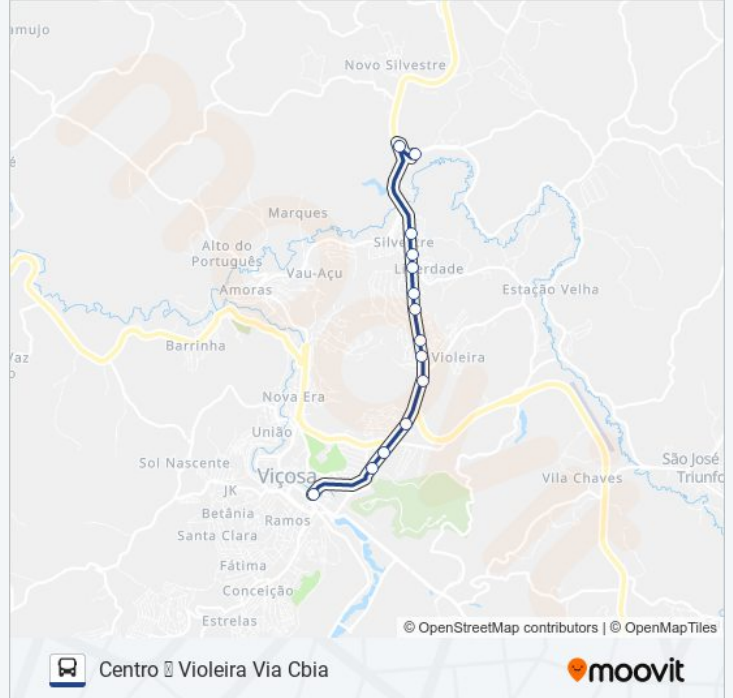 amujo
Novo Silvestre
é
Marques
Alto do
Português
Silvestre
Vau-Açu
Liberdade
Amoras
Estação Velha
Barrinha
Violeira
Vaz
o
Nova Era
União
Sol Nascente
São José
Triunfo
Viçosa
JK
Vila Chaves
Betânia
Ramos
Santa Clara
Fátima
Conceição
Estrelas
© OpenStreetMap contributors | © OpenMapTiles
Centro Violeira Via Cbia
moovit